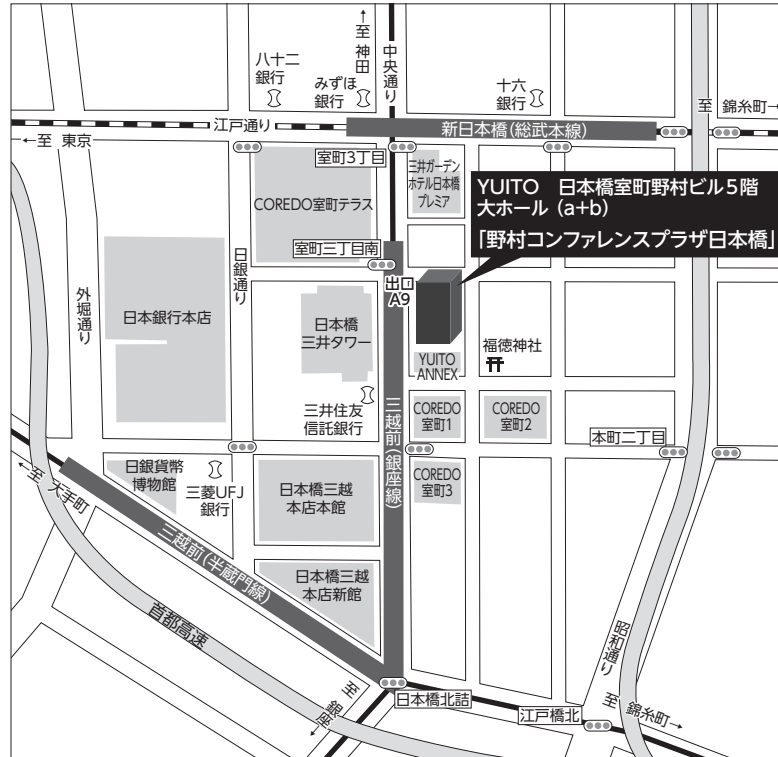 ←至 神田
中央通り
八十二
銀行
みずほ
銀行
十六
銀行
至 錦糸町→
江戸通り
新日本橋(総武本線)
←至 東京
室町3丁目
三井ガーデン
ホテル日本橋
プレミア
YUITO 日本橋室町野村ビル5階
大ホール (a+b)
「野村コンファレンスプラザ日本橋」
COREDO室町テラス
室町三丁目南
日銀通り
外堀通り
出口
A9
日本銀行本店
日本橋
三井タワー
福徳神社
YUITO
ANNEX
三井住友
信託銀行
COREDO
室町1
COREDO
室町2
三越前(銀座線)
本町二丁目
日銀貨幣
博物館
三菱UFJ
銀行
日本橋三越
本店本館
COREDO
室町3
←至 大手町
三越前(半蔵門線)
日本橋三越
本店新館
首都高速
昭和通り
至 銀座→
日本橋北詰
江戸橋北
至 錦糸町→